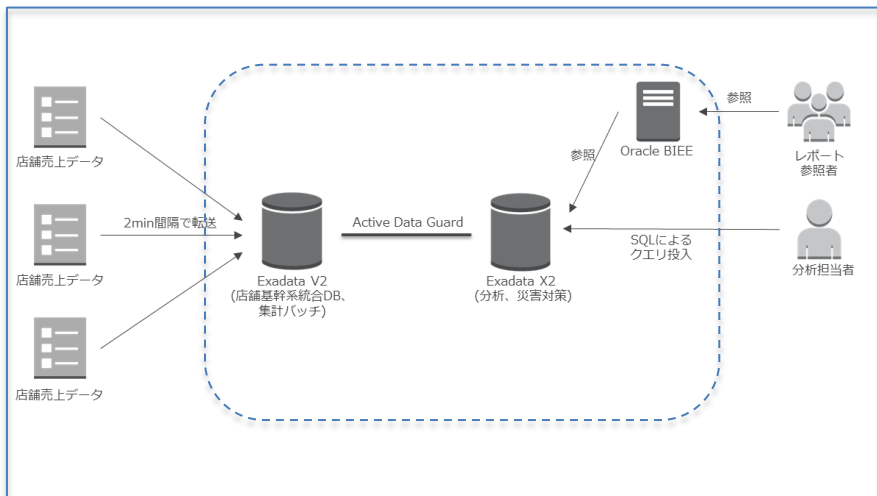 店舗売上データ
店舗売上データ
店舗売上データ
2min間隔で転送
Exadata V2
(店舗基幹系統合DB、
集計バッチ)
Active Data Guard
Exadata X2
(分析、災害対策)
参照
Oracle BIEE
参照
レポート
参照者
SQLによる
クエリ投入
分析担当者